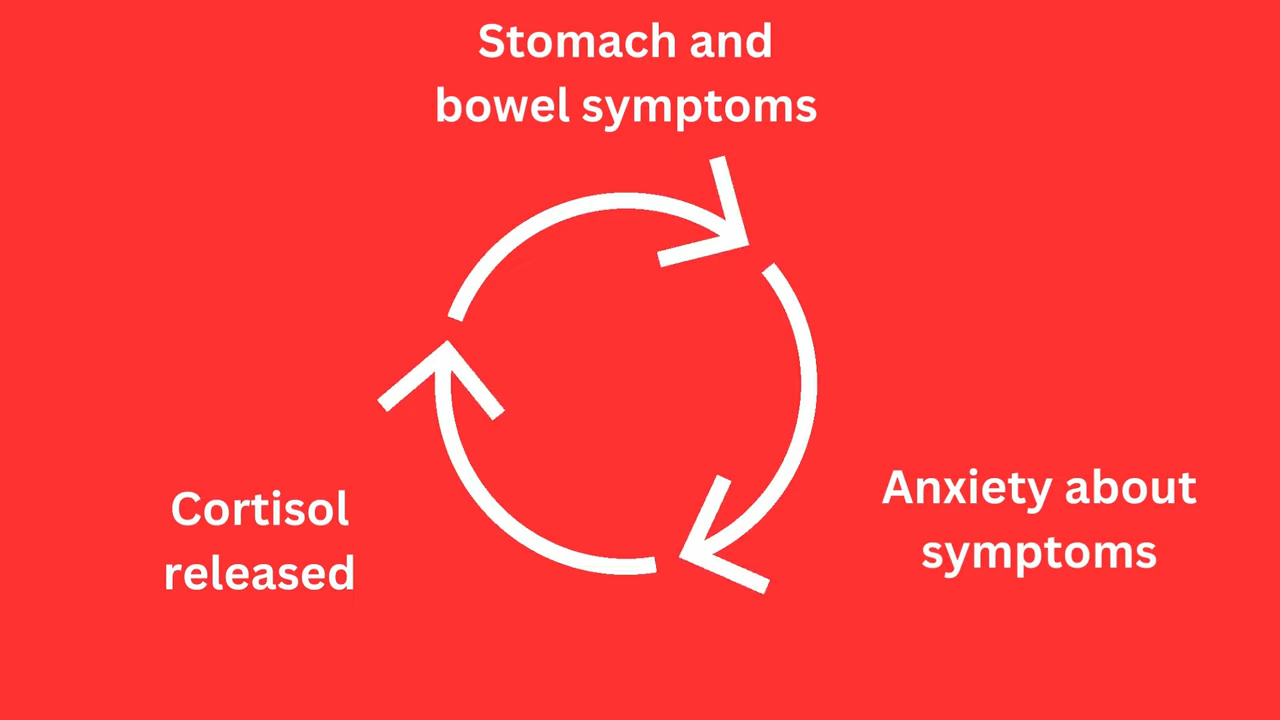 Stomach and
bowel symptoms
Anxiety about
symptoms
Cortisol
released